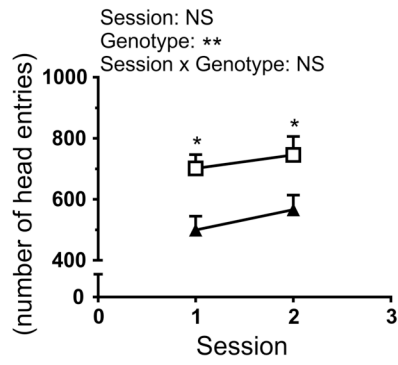 Session: NS
Genotype: **
Session x Genotype: NS
(number of head entries)
1000
800
600
400
0
*
*
0
1
2
3
Session